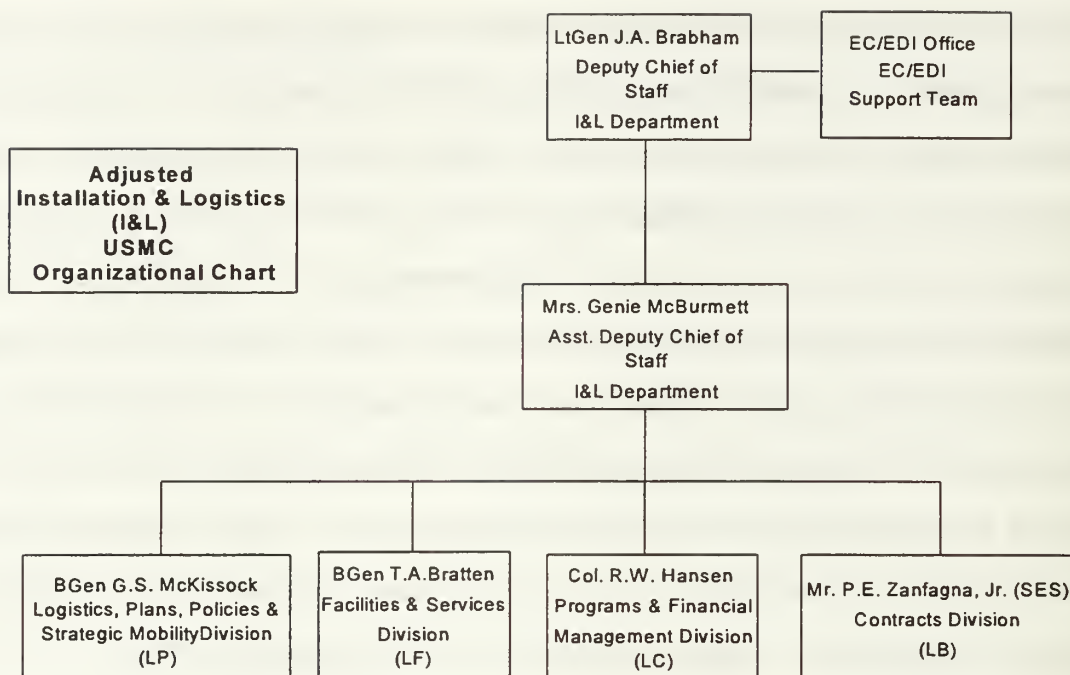 LtGen J.A. Brabham
Deputy Chief of
Staff
I&L Department
EC/EDI Office
EC/EDI
Support Team
Adjusted
Installation & Logistics
(I&L)
USMC
Organizational Chart
Mrs. Genie McBurmett
Asst. Deputy Chief of
Staff
I&L Department
BGen G.S. McKissock
Logistics, Plans, Policies &
Strategic MobilityDivision
(LP)
BGen T.A.Bratten
Facilities & Services
Division
(LF)
Col. R.W. Hansen
Programs & Financial
Management Division
(LC)
Mr. P.E. Zanfagna, Jr. (SES)
Contracts Division
(LB)